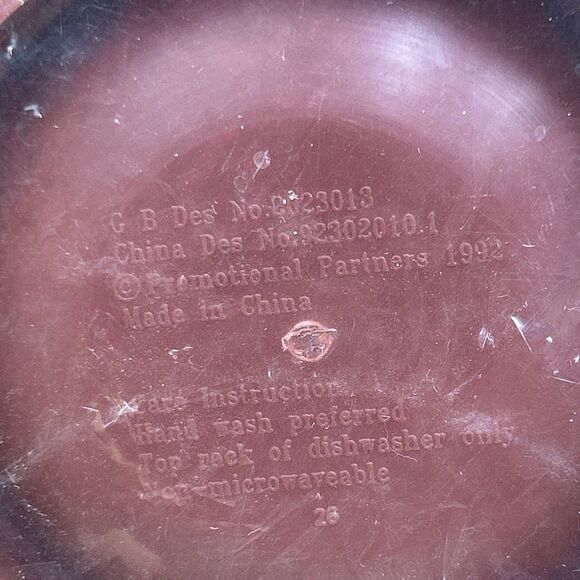 G B Des No:2023013
China Des No:92302010.1
©Promotional Partners 1992
Made in China
Care Instruction
Hand wash preferred
Top rack of dishwasher only
Non-microwaveable
26